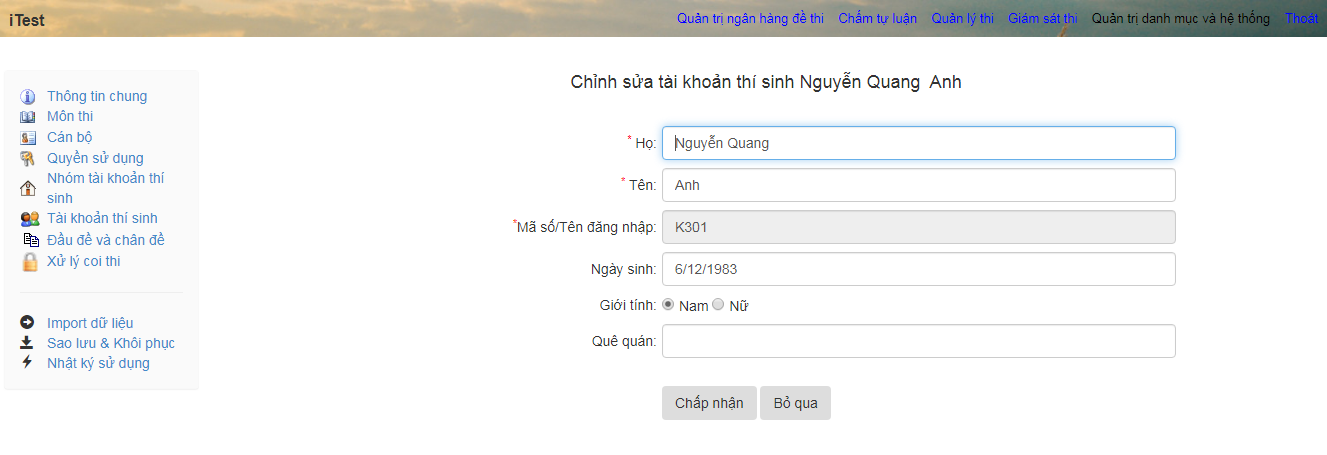 iTest
Quản trị ngân hàng đề thi Chấm tự luận Quản lý thi Giám sát thi Quản trị danh mục và hệ thống Thoát
Thông tin chung
Môn thi
Cán bộ
Quyền sử dụng
Nhóm tài khoản thí
sinh
Tài khoản thí sinh
Đầu đề và chân đề
Xử lý coi thi
Import dữ liệu
Sao lưu & Khôi phục
Nhật ký sử dụng
Chỉnh sửa tài khoản thí sinh Nguyễn Quang Anh
* Họ: Nguyễn Quang
* Tên: Anh
*Mã số/Tên đăng nhập: K301
Ngày sinh: 6/12/1983
Giới tính: Nam Nữ
Quê quán:
Chấp nhận Bỏ qua